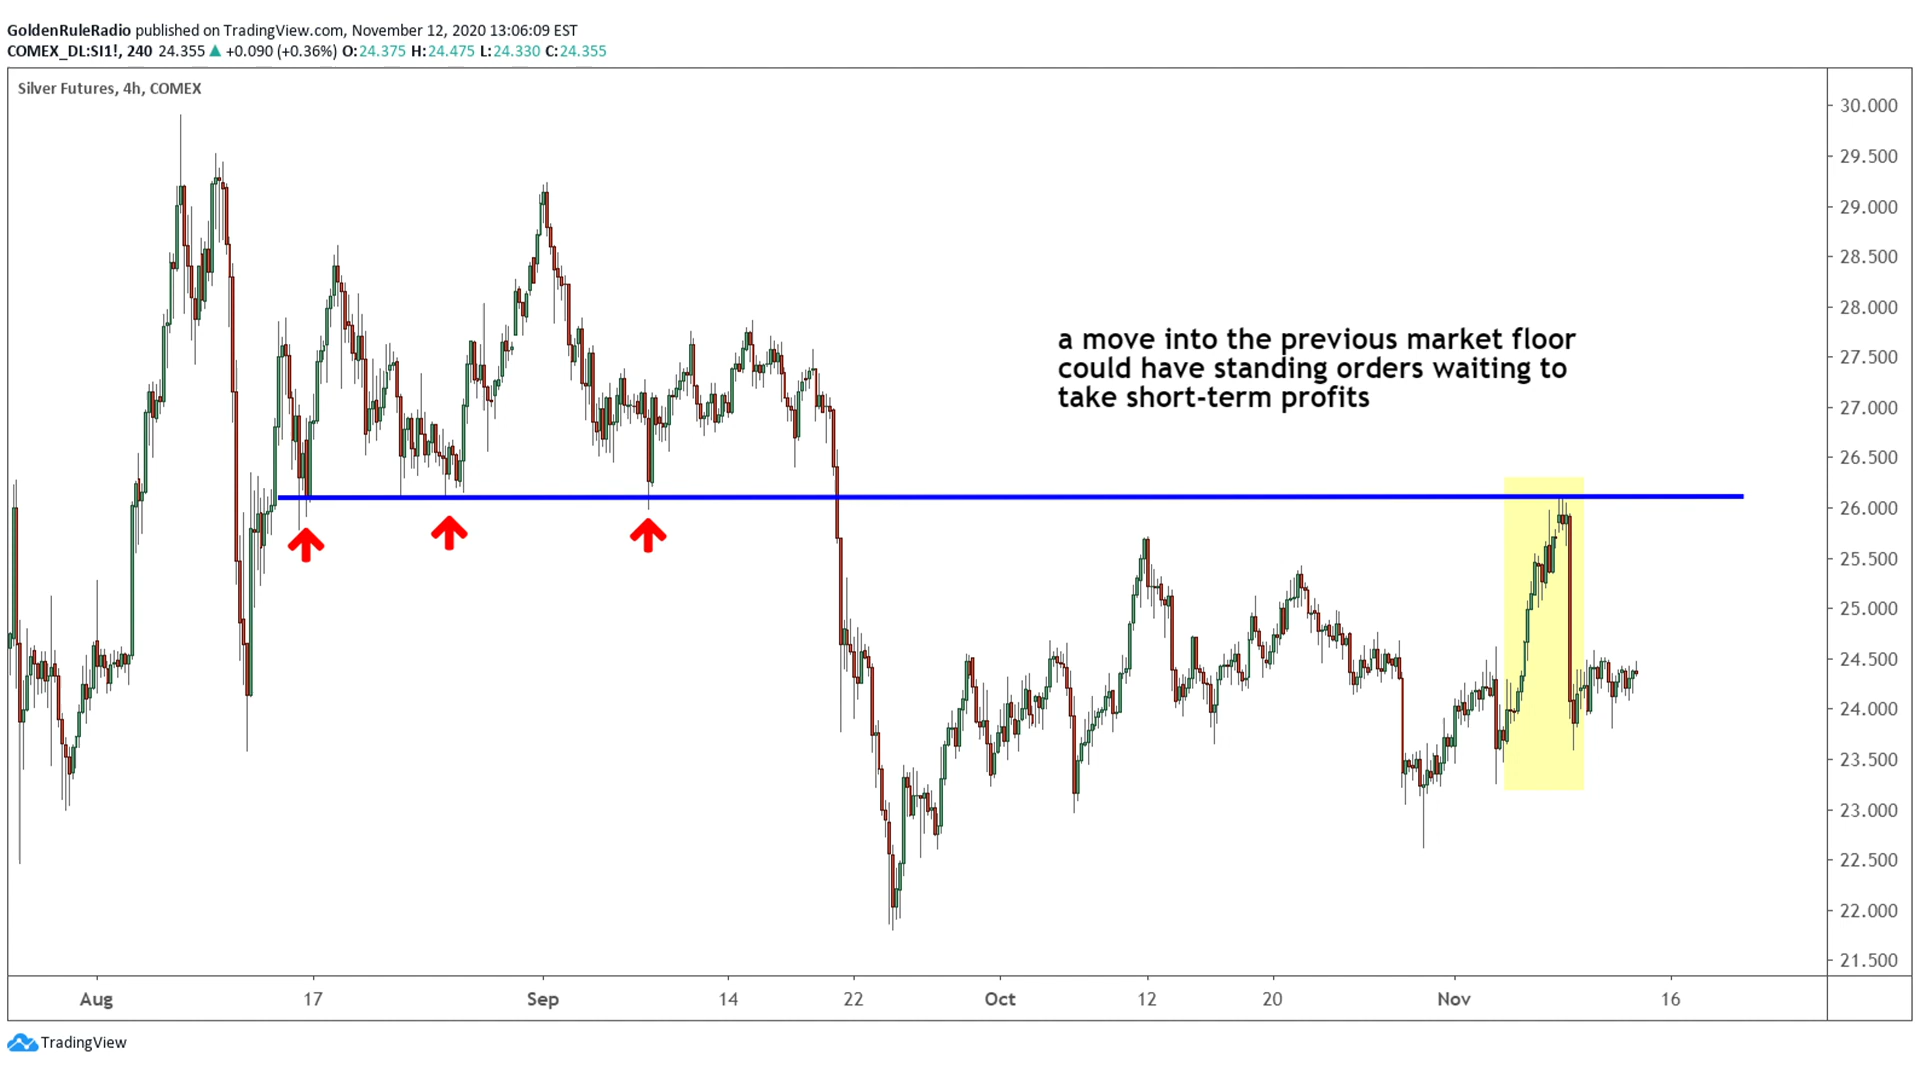 GoldenRuleRadio published on TradingView.com, November 12, 2020 13:06:09 EST
COMEX_DL:SI1!, 240 24.355 ▲ +0.090 (+0.36%) O:24.375 H:24.475 L:24.330 C:24.355
Silver Futures, 4h, COMEX
30.000
29.500
29.000
28.500
28.000
a move into the previous market floor
could have standing orders waiting to
take short-term profits
27.500
27.000
26.500
26.000
25.500
25.000
24.500
24.000
23.500
23.000
22.500
22.000
21.500
Aug 17 Sep 14 22 Oct 12 20 Nov 16
TradingView